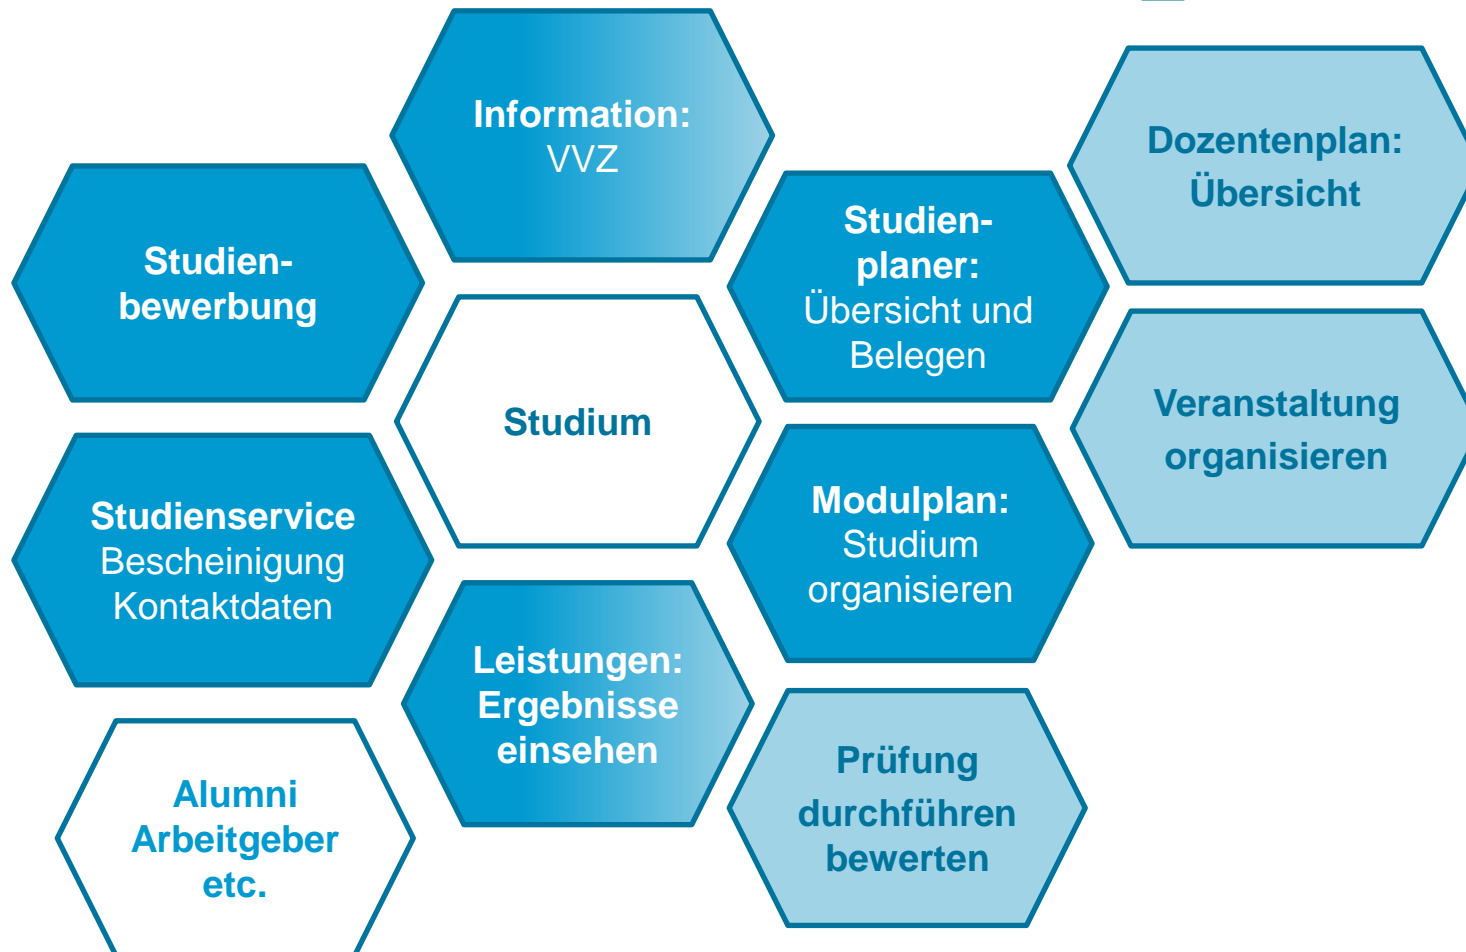 Information:
VVZ
Dozentenplan:
Übersicht
Studien-
bewerbung
Studien-
planer:
Übersicht und
Belegen
Studium
Veranstaltung
organisieren
Studienservice
Bescheinigung
Kontaktdaten
Modulplan:
Studium
organisieren
Leistungen:
Ergebnisse
einsehen
Alumni
Arbeitgeber
etc.
Prüfung
durchführen
bewerten